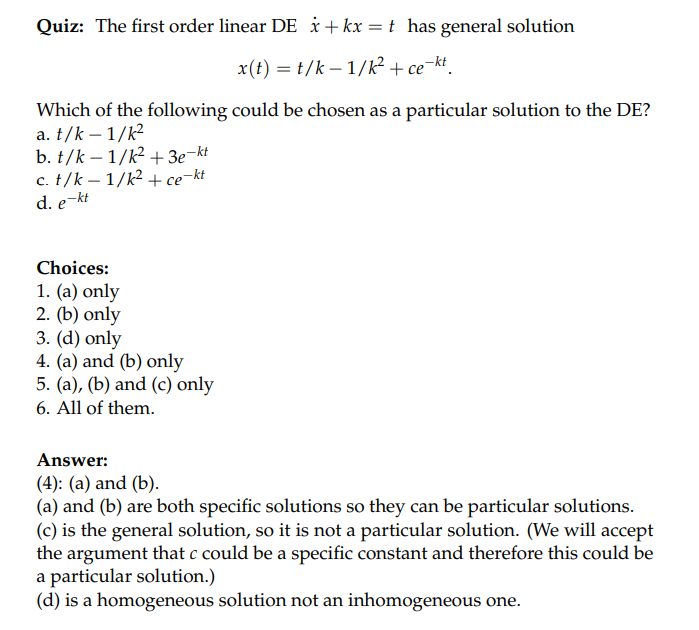 Quiz: The first order linear DE ẋ + kx = t has general solution
x(t) = t/k − 1/k² + ce⁻ᵏᵗ.
Which of the following could be chosen as a particular solution to the DE?
a. t/k − 1/k²
b. t/k − 1/k² + 3e⁻ᵏᵗ
c. t/k − 1/k² + ce⁻ᵏᵗ
d. e⁻ᵏᵗ
Choices:
1. (a) only
2. (b) only
3. (d) only
4. (a) and (b) only
5. (a), (b) and (c) only
6. All of them.
Answer:
(4): (a) and (b).
(a) and (b) are both specific solutions so they can be particular solutions.
(c) is the general solution, so it is not a particular solution. (We will accept
the argument that c could be a specific constant and therefore this could be
a particular solution.)
(d) is a homogeneous solution not an inhomogeneous one.